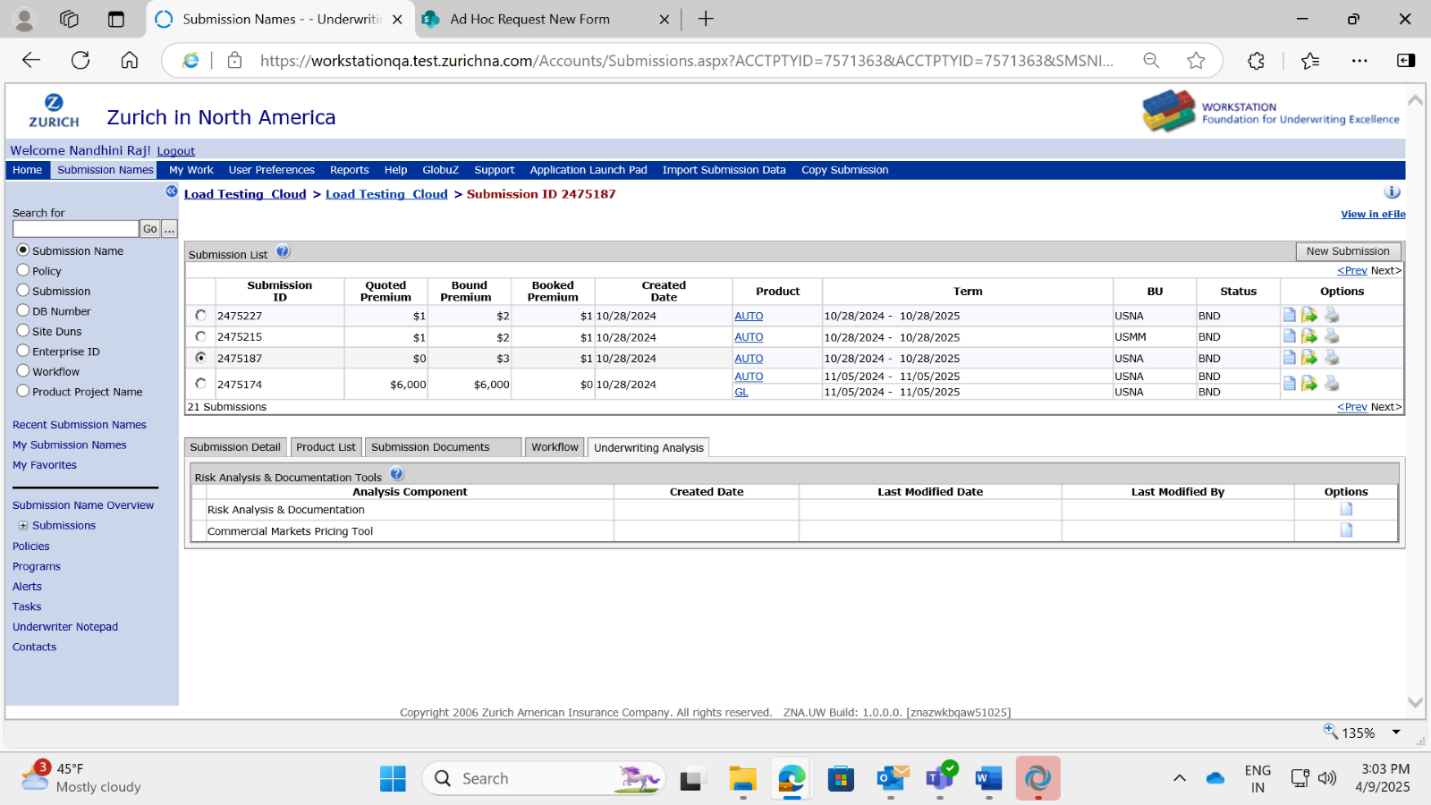 Submission Names - - Underwriti
Ad Hoc Request New Form
https://workstationqa.test.zurichna.com/Accounts/Submissions.aspx?ACCTPTYID=7571363&ACCTPTYID=7571363&SMSNI...
Z
ZURICH
Zurich in North America
WORKSTATION
Foundation for Underwriting Excellence
Welcome Nandhini Raj! Logout
Home Submission Names My Work User Preferences Reports Help GlobuZ Support Application Launch Pad Import Submission Data Copy Submission
Load Testing Cloud > Load Testing Cloud > Submission ID 2475187
View in eFile
Search for
Go ...
Submission Name
Policy
Submission
DB Number
Site Duns
Enterprise ID
Workflow
Product Project Name
Recent Submission Names
My Submission Names
My Favorites
Submission Name Overview
Submissions
Policies
Programs
Alerts
Tasks
Underwriter Notepad
Contacts
Submission List
New Submission
<Prev Next>
Submission ID Quoted Premium Bound Premium Booked Premium Created Date Product Term BU Status Options
2475227 $1 $2 $1 10/28/2024 AUTO 10/28/2024 - 10/28/2025 USNA BND
2475215 $1 $2 $1 10/28/2024 AUTO 10/28/2024 - 10/28/2025 USMM BND
2475187 $0 $3 $1 10/28/2024 AUTO 10/28/2024 - 10/28/2025 USNA BND
2475174 $6,000 $6,000 $0 10/28/2024 AUTO 11/05/2024 - 11/05/2025 USNA BND
GL 11/05/2024 - 11/05/2025 USNA BND
21 Submissions
<Prev Next>
Submission Detail Product List Submission Documents Workflow Underwriting Analysis
Risk Analysis & Documentation Tools
Analysis Component Created Date Last Modified Date Last Modified By Options
Risk Analysis & Documentation
Commercial Markets Pricing Tool
Copyright 2006 Zurich American Insurance Company. All rights reserved. ZNA.UW Build: 1.0.0.0. [znazwkbqaw51025]
135%
3
45°F
Mostly cloudy
Search
ENG
IN
3:03 PM
4/9/2025